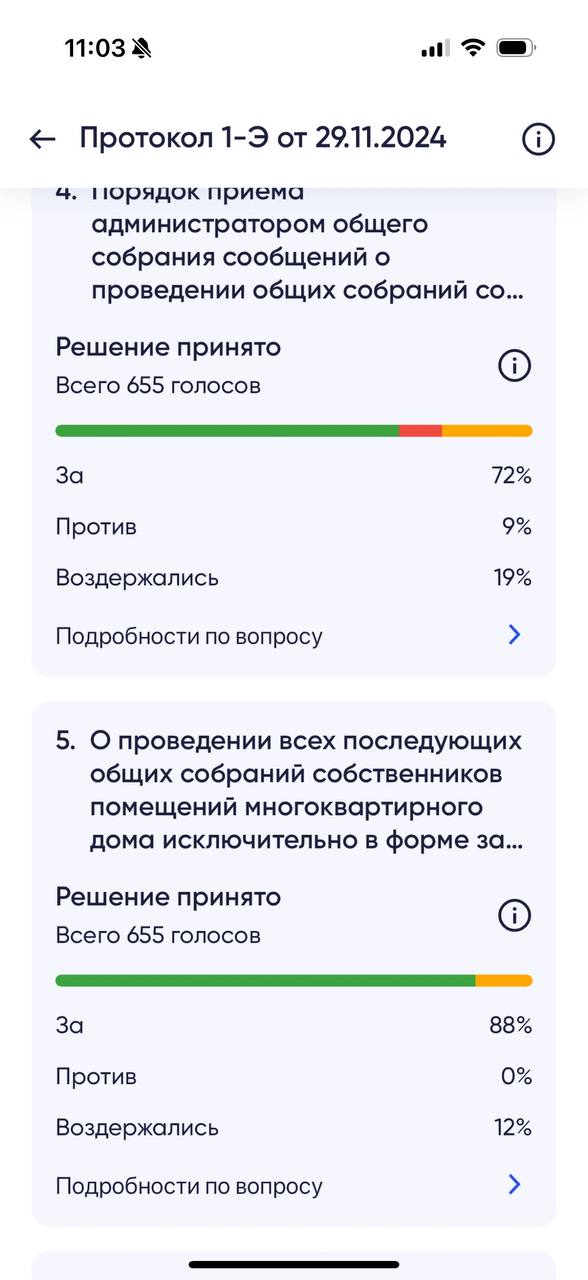 11:03
Протокол 1-Э от 29.11.2024
4. Порядок приема
администратором общего
собрания сообщений о
проведении общих собраний со...
Решение принято
Всего 655 голосов
За 72%
Против 9%
Воздержались 19%
Подробности по вопросу
5. О проведении всех последующих
общих собраний собственников
помещений многоквартирного
дома исключительно в форме за...
Решение принято
Всего 655 голосов
За 88%
Против 0%
Воздержались 12%
Подробности по вопросу